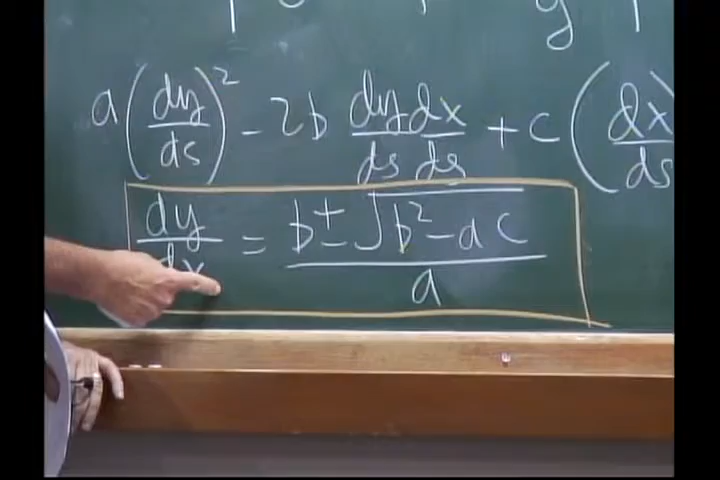 a(dy/ds)² - 2b dy/ds dx/ds + c(dx/ds
dy/dx = b ± √b² - ac / a